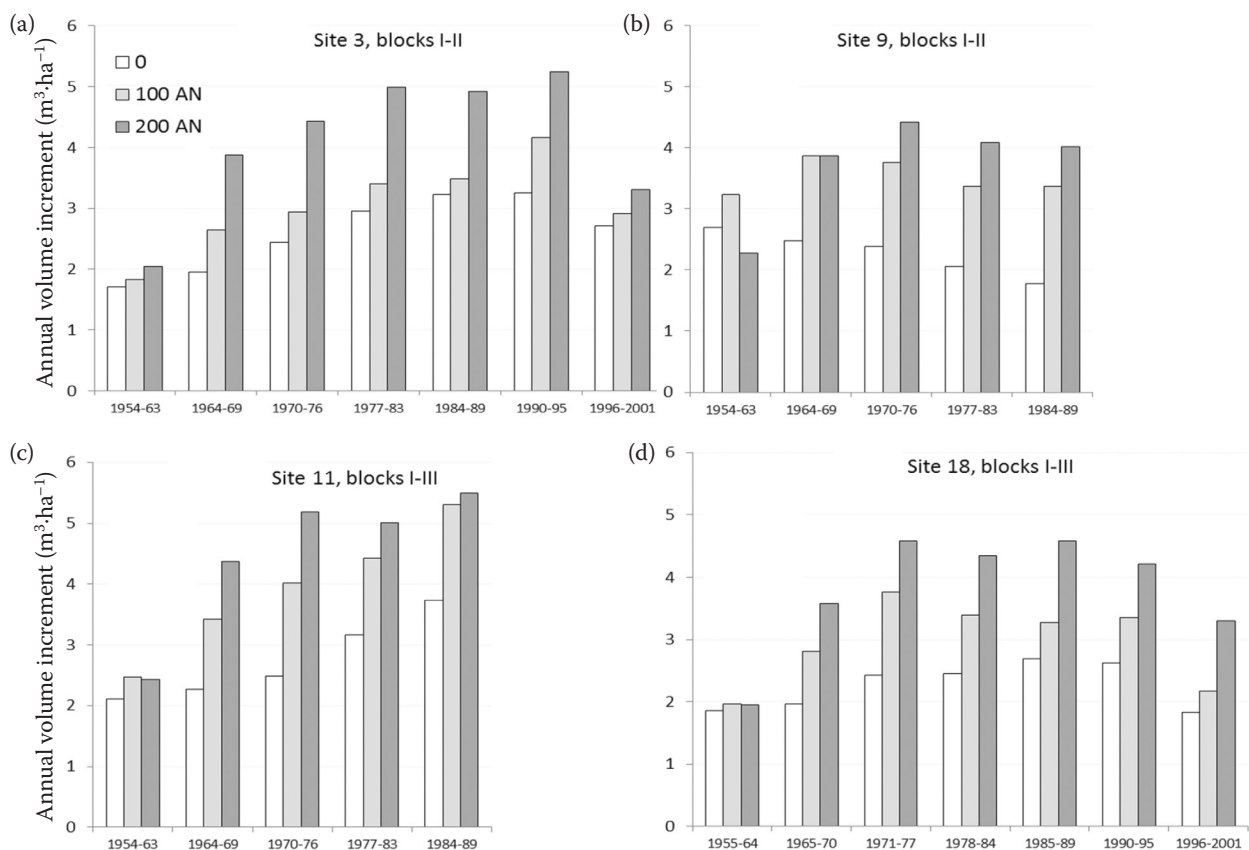 (a)
Site 3, blocks I-II
0
100 AN
200 AN
Annual volume increment (m³·ha⁻¹)
6
5
4
3
2
1
0
1954-63 1964-69 1970-76 1977-83 1984-89 1990-95 1996-2001
(b)
Site 9, blocks I-II
6
5
4
3
2
1
0
1954-63 1964-69 1970-76 1977-83 1984-89
(c)
Site 11, blocks I-III
Annual volume increment (m³·ha⁻¹)
6
5
4
3
2
1
0
1954-63 1964-69 1970-76 1977-83 1984-89
(d)
Site 18, blocks I-III
6
5
4
3
2
1
0
1955-64 1965-70 1971-77 1978-84 1985-89 1990-95 1996-2001